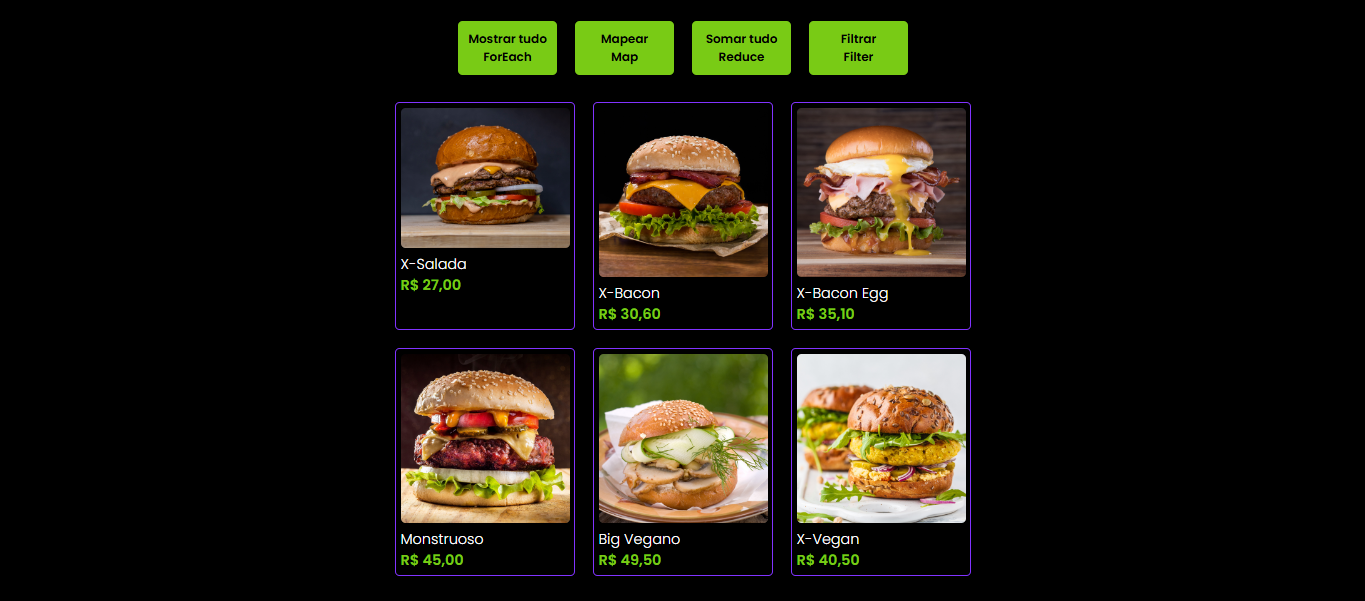 Mostrar tudo
ForEach
Mapear
Map
Somar tudo
Reduce
Filtrar
Filter
X-Salada
R$ 27,00
X-Bacon
R$ 30,60
X-Bacon Egg
R$ 35,10
Monstruoso
R$ 45,00
Big Vegano
R$ 49,50
X-Vegan
R$ 40,50